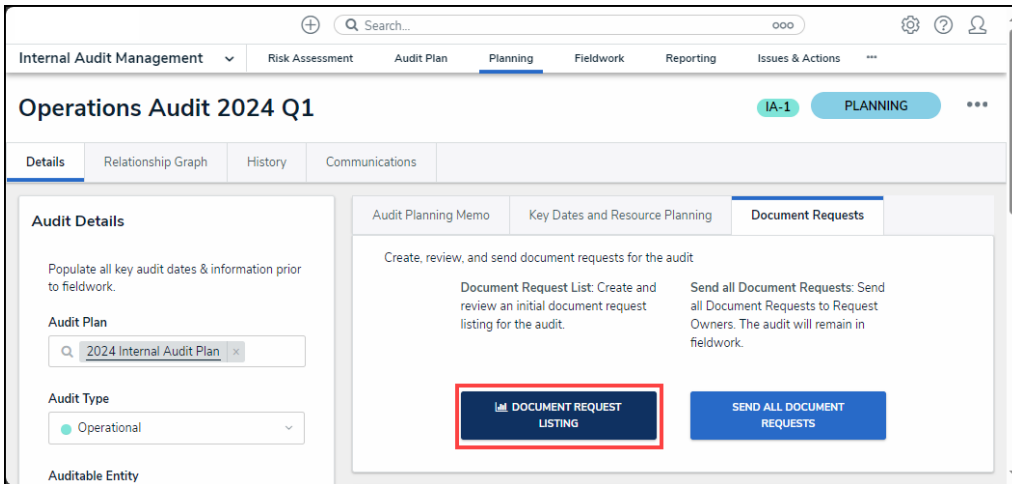 Search...
ooo
Internal Audit Management
Risk Assessment
Audit Plan
Planning
Fieldwork
Reporting
Issues & Actions
Operations Audit 2024 Q1
IA-1
PLANNING
Details
Relationship Graph
History
Communications
Audit Details
Populate all key audit dates & information prior
to fieldwork.
Audit Plan
2024 Internal Audit Plan ×
Audit Type
Operational
Auditable Entity
Audit Planning Memo
Key Dates and Resource Planning
Document Requests
Create, review, and send document requests for the audit
Document Request List: Create and
review an initial document request
listing for the audit.
Send all Document Requests: Send
all Document Requests to Request
Owners. The audit will remain in
fieldwork.
DOCUMENT REQUEST
LISTING
SEND ALL DOCUMENT
REQUESTS